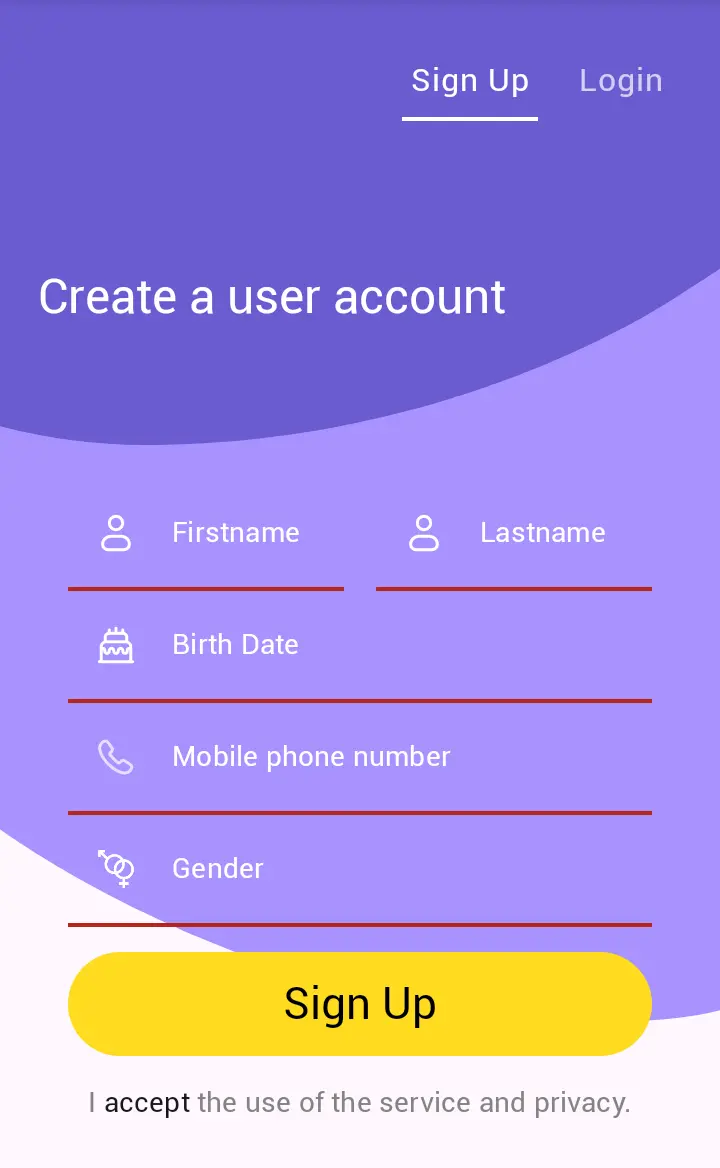 Sign Up Login
Create a user account
Firstname Lastname
Birth Date
Mobile phone number
Gender
Sign Up
I accept the use of the service and privacy.